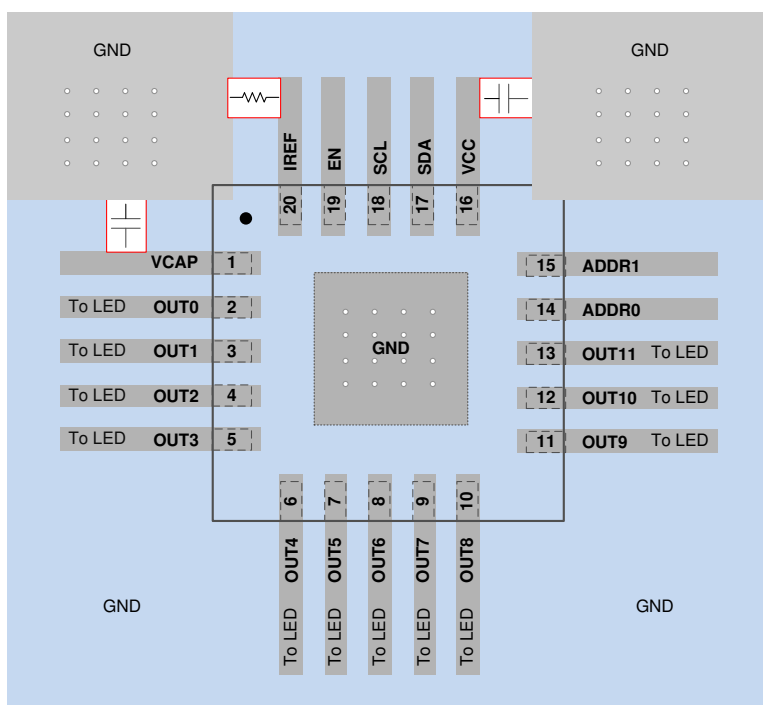 GND
GND
IREF
EN
SCL
SDA
VCC
20
19
18
17
16
VCAP 1
To LED OUT0 2
To LED OUT1 3
To LED OUT2 4
To LED OUT3 5
15 ADDR1
14 ADDR0
13 OUT11 To LED
12 OUT10 To LED
11 OUT9 To LED
GND
6
7
8
9
10
OUT4
OUT5
OUT6
OUT7
OUT8
To LED
To LED
To LED
To LED
To LED
GND
GND